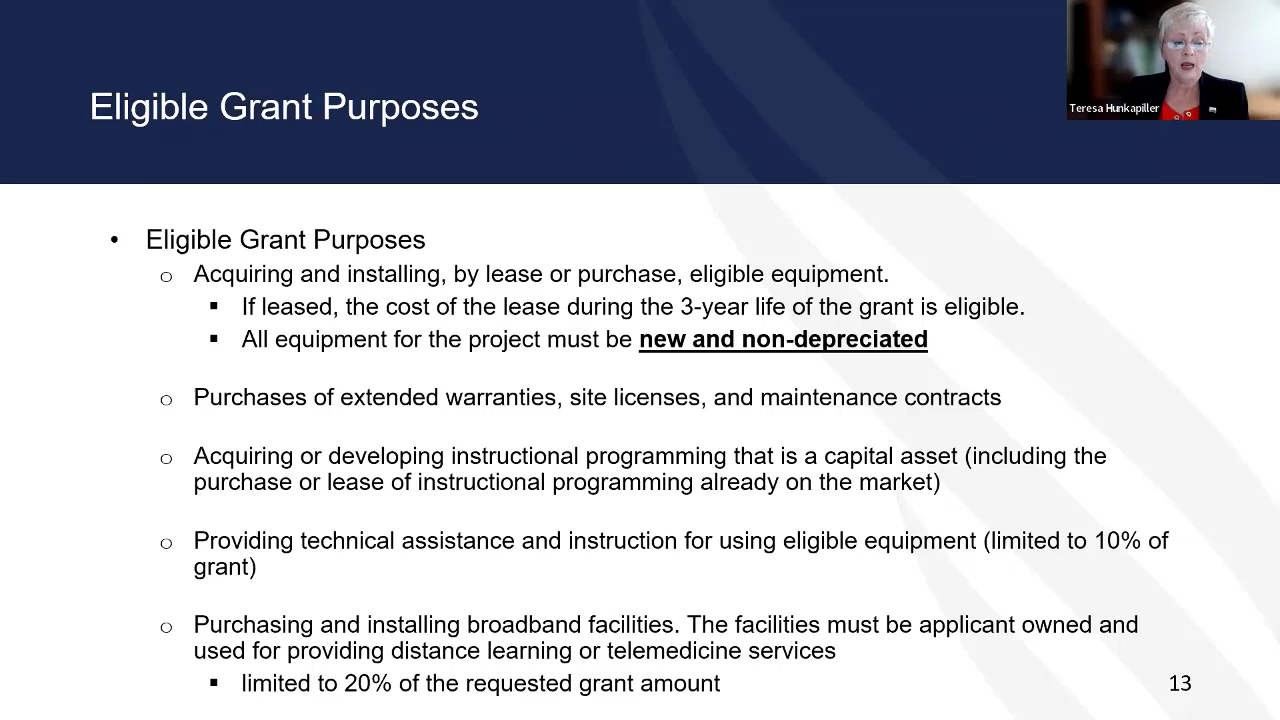 Teresa Hunkapiller
Eligible Grant Purposes
• Eligible Grant Purposes
o Acquiring and installing, by lease or purchase, eligible equipment.
▪ If leased, the cost of the lease during the 3-year life of the grant is eligible.
▪ All equipment for the project must be new and non-depreciated
o Purchases of extended warranties, site licenses, and maintenance contracts
o Acquiring or developing instructional programming that is a capital asset (including the
purchase or lease of instructional programming already on the market)
o Providing technical assistance and instruction for using eligible equipment (limited to 10% of
grant)
o Purchasing and installing broadband facilities. The facilities must be applicant owned and
used for providing distance learning or telemedicine services
▪ limited to 20% of the requested grant amount
13